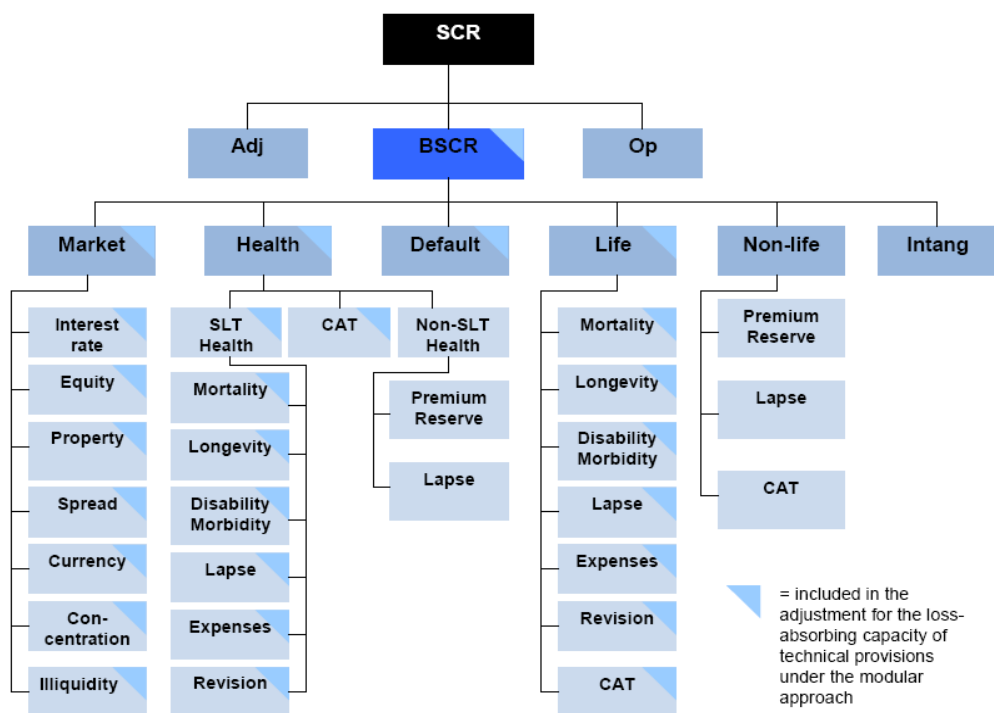 SCR
Adj
BSCR
Op
Market
Health
Default
Life
Non-life
Intang
Interest
rate
Equity
Property
Spread
Currency
Con-
centration
Illiquidity
SLT
Health
CAT
Non-SLT
Health
Mortality
Longevity
Disability
Morbidity
Lapse
Expenses
Revision
Premium
Reserve
Lapse
Mortality
Longevity
Disability
Morbidity
Lapse
Expenses
Revision
CAT
Premium
Reserve
Lapse
CAT
= included in the
adjustment for the loss-
absorbing capacity of
technical provisions
under the modular
approach